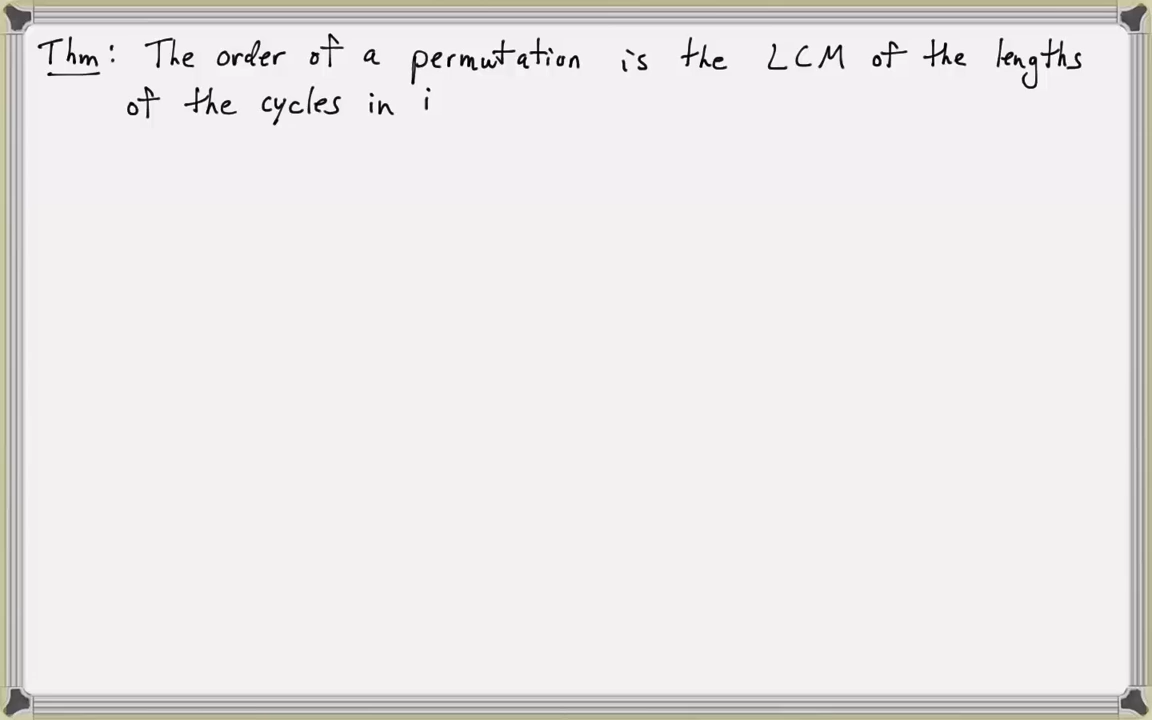 Thm: The order of a permutation is the LCM of the lengths
of the cycles in i